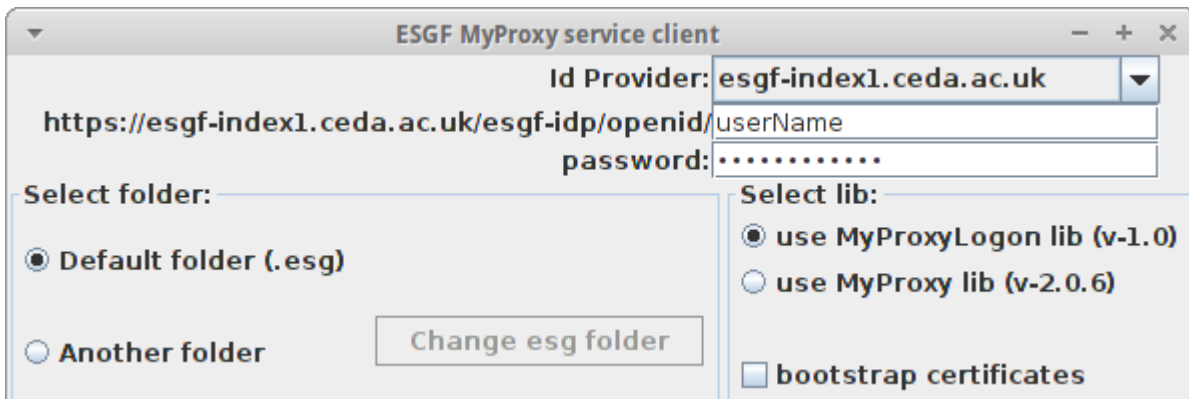 ESGF MyProxy service client
Id Provider: esgf-index1.ceda.ac.uk
https://esgf-index1.ceda.ac.uk/esgf-idp/openid/ userName
password: ••••••••••••
Select folder:
Default folder (.esg)
Another folder
Change esg folder
Select lib:
use MyProxyLogon lib (v-1.0)
use MyProxy lib (v-2.0.6)
bootstrap certificates